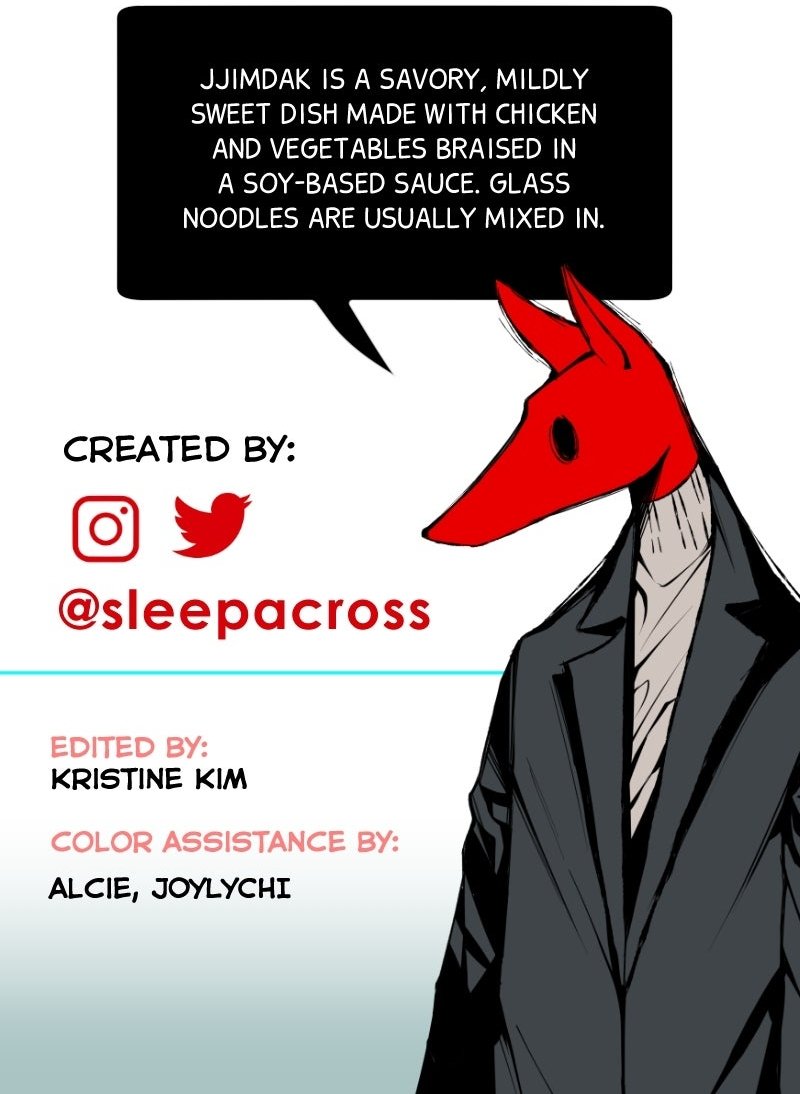 JJIMDAK IS A SAVORY, MILDLY
SWEET DISH MADE WITH CHICKEN
AND VEGETABLES BRAISED IN
A SOY-BASED SAUCE. GLASS
NOODLES ARE USUALLY MIXED IN.
CREATED BY:
@sleepacross
EDITED BY:
KRISTINE KIM
COLOR ASSISTANCE BY:
ALCIE, JOYLYCHI